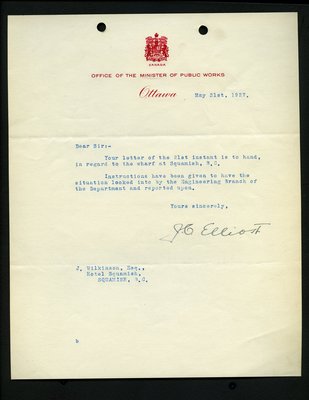 CANADA
OFFICE OF THE MINISTER OF PUBLIC WORKS
Ottawa
May 31st, 1927.
Dear Sir:-
Your letter of the 21st instant is to hand,
in regard to the wharf at Squamish, B.C.
Instructions have been given to have the
situation looked into by the Engineering Branch of
the Department and reported upon.
Yours sincerely,
J C Elliott
J. Wilkinson, Esq.,
Hotel Squamish,
SQUAMISH, B.C.
b